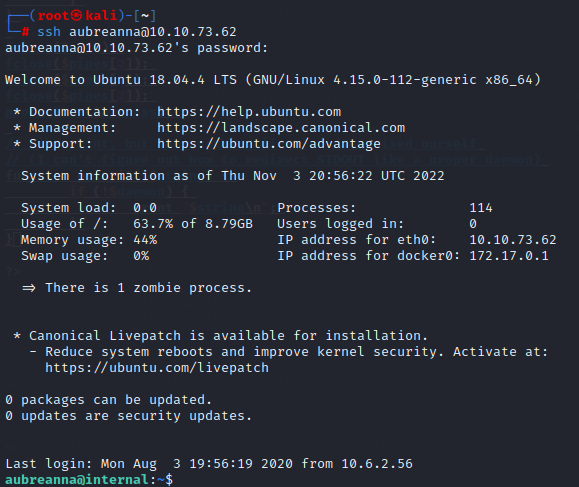 (root㉿kali)-[~]
# ssh aubreanna@10.10.73.62
aubreanna@10.10.73.62's password:
Welcome to Ubuntu 18.04.4 LTS (GNU/Linux 4.15.0-112-generic x86_64)
* Documentation: https://help.ubuntu.com
* Management: https://landscape.canonical.com
* Support: https://ubuntu.com/advantage
System information as of Thu Nov 3 20:56:22 UTC 2022
System load: 0.0 Processes: 114
Usage of /: 63.7% of 8.79GB Users logged in: 0
Memory usage: 44% IP address for eth0: 10.10.73.62
Swap usage: 0% IP address for docker0: 172.17.0.1
=> There is 1 zombie process.
* Canonical Livepatch is available for installation.
- Reduce system reboots and improve kernel security. Activate at:
https://ubuntu.com/livepatch
0 packages can be updated.
0 updates are security updates.
Last login: Mon Aug 3 19:56:19 2020 from 10.6.2.56
aubreanna@internal:~$